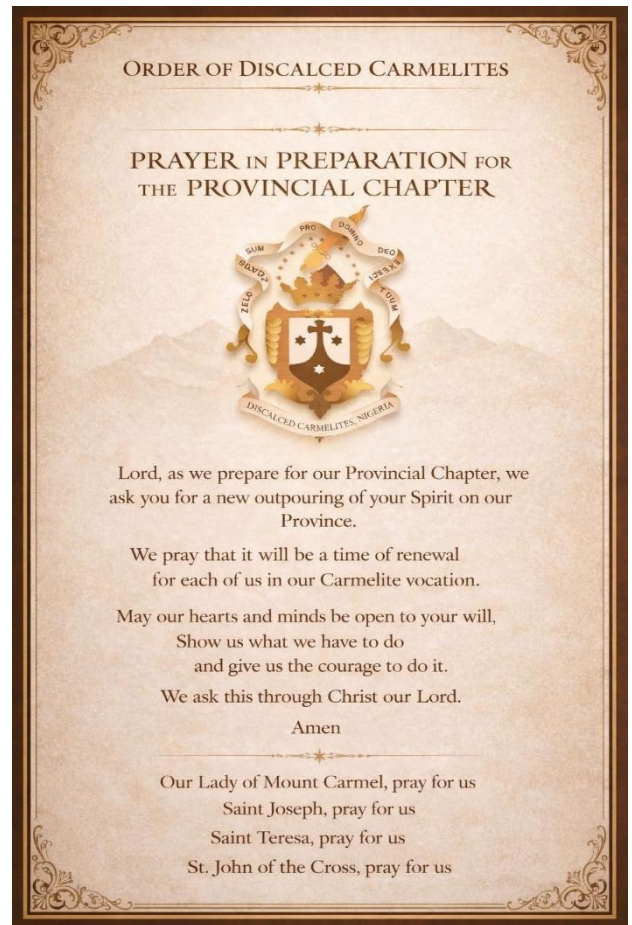 ORDER OF DISCALCED CARMELITES
PRAYER IN PREPARATION FOR
THE PROVINCIAL CHAPTER
ZELO ZELATUS SUM PRO DOMINO DEO EXERCITUUM
DISCALCED CARMELITES, NIGERIA
Lord, as we prepare for our Provincial Chapter, we
ask you for a new outpouring of your Spirit on our
Province.
We pray that it will be a time of renewal
for each of us in our Carmelite vocation.
May our hearts and minds be open to your will,
Show us what we have to do
and give us the courage to do it.
We ask this through Christ our Lord.
Amen
Our Lady of Mount Carmel, pray for us
Saint Joseph, pray for us
Saint Teresa, pray for us
St. John of the Cross, pray for us